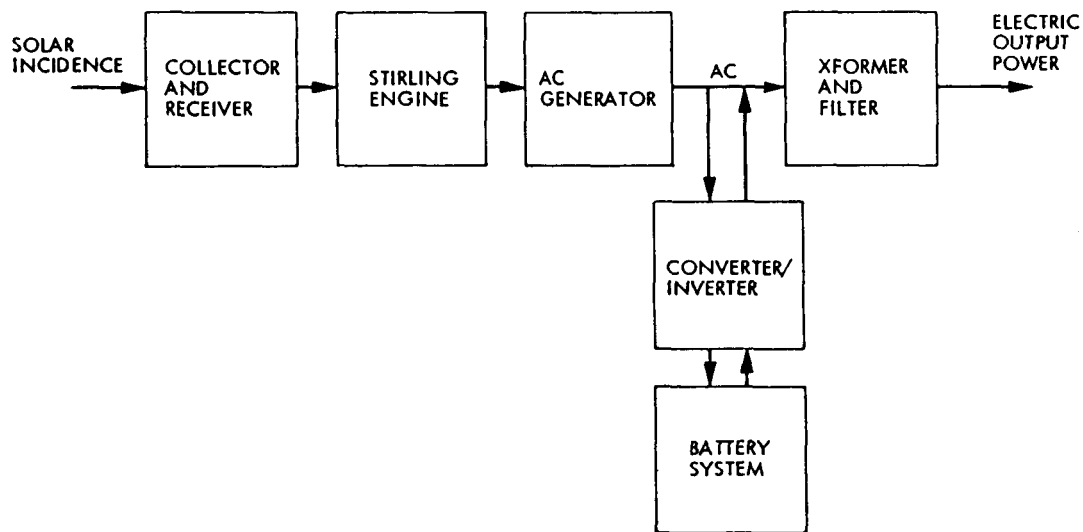 SOLAR
INCIDENCE
COLLECTOR
AND
RECEIVER
STIRLING
ENGINE
AC
GENERATOR
AC
XFORMER
AND
FILTER
ELECTRIC
OUTPUT
POWER
CONVERTER/
INVERTER
BATTERY
SYSTEM